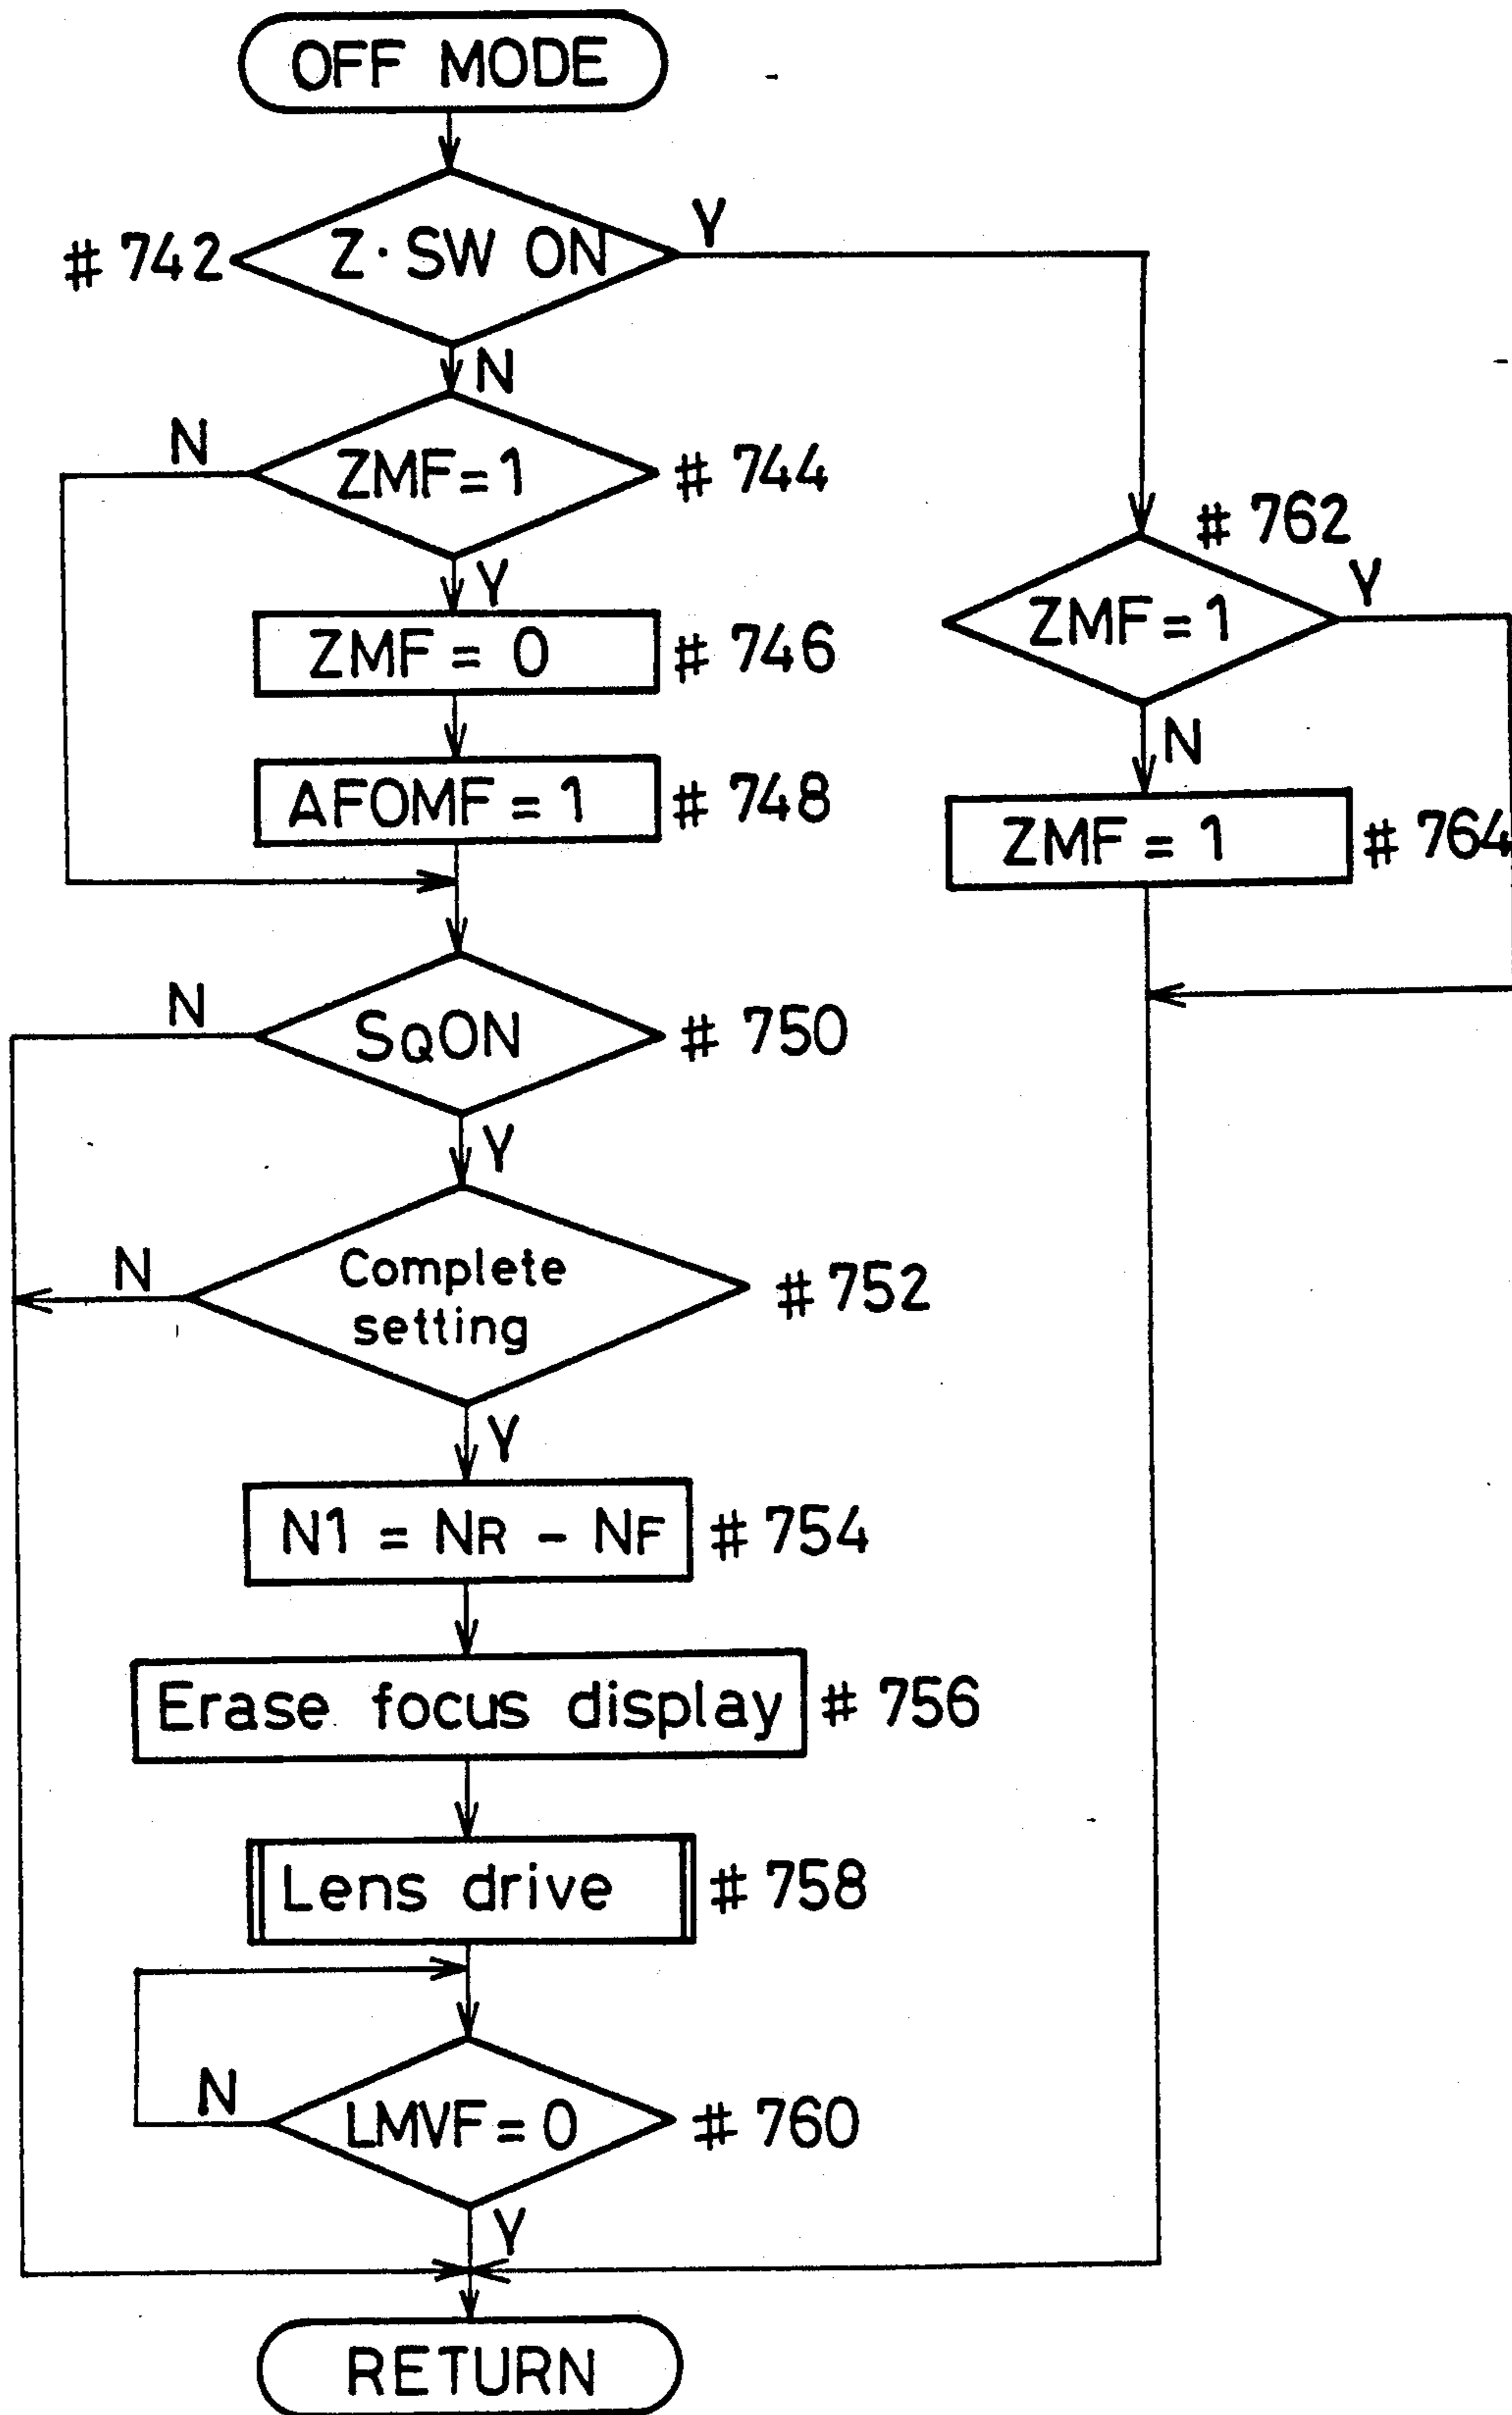 OFF MODE
# 742
Z·SW ON
Y
N
N
ZMF=1
# 744
Y
ZMF = 0
# 746
AFOMF = 1
# 748
# 762
ZMF = 1
Y
N
ZMF = 1
# 764
N
SQON
# 750
Y
N
Complete
setting
# 752
Y
N1 = NR - NF
# 754
Erase focus display
# 756
Lens drive
# 758
N
LMVF = 0
# 760
Y
RETURN